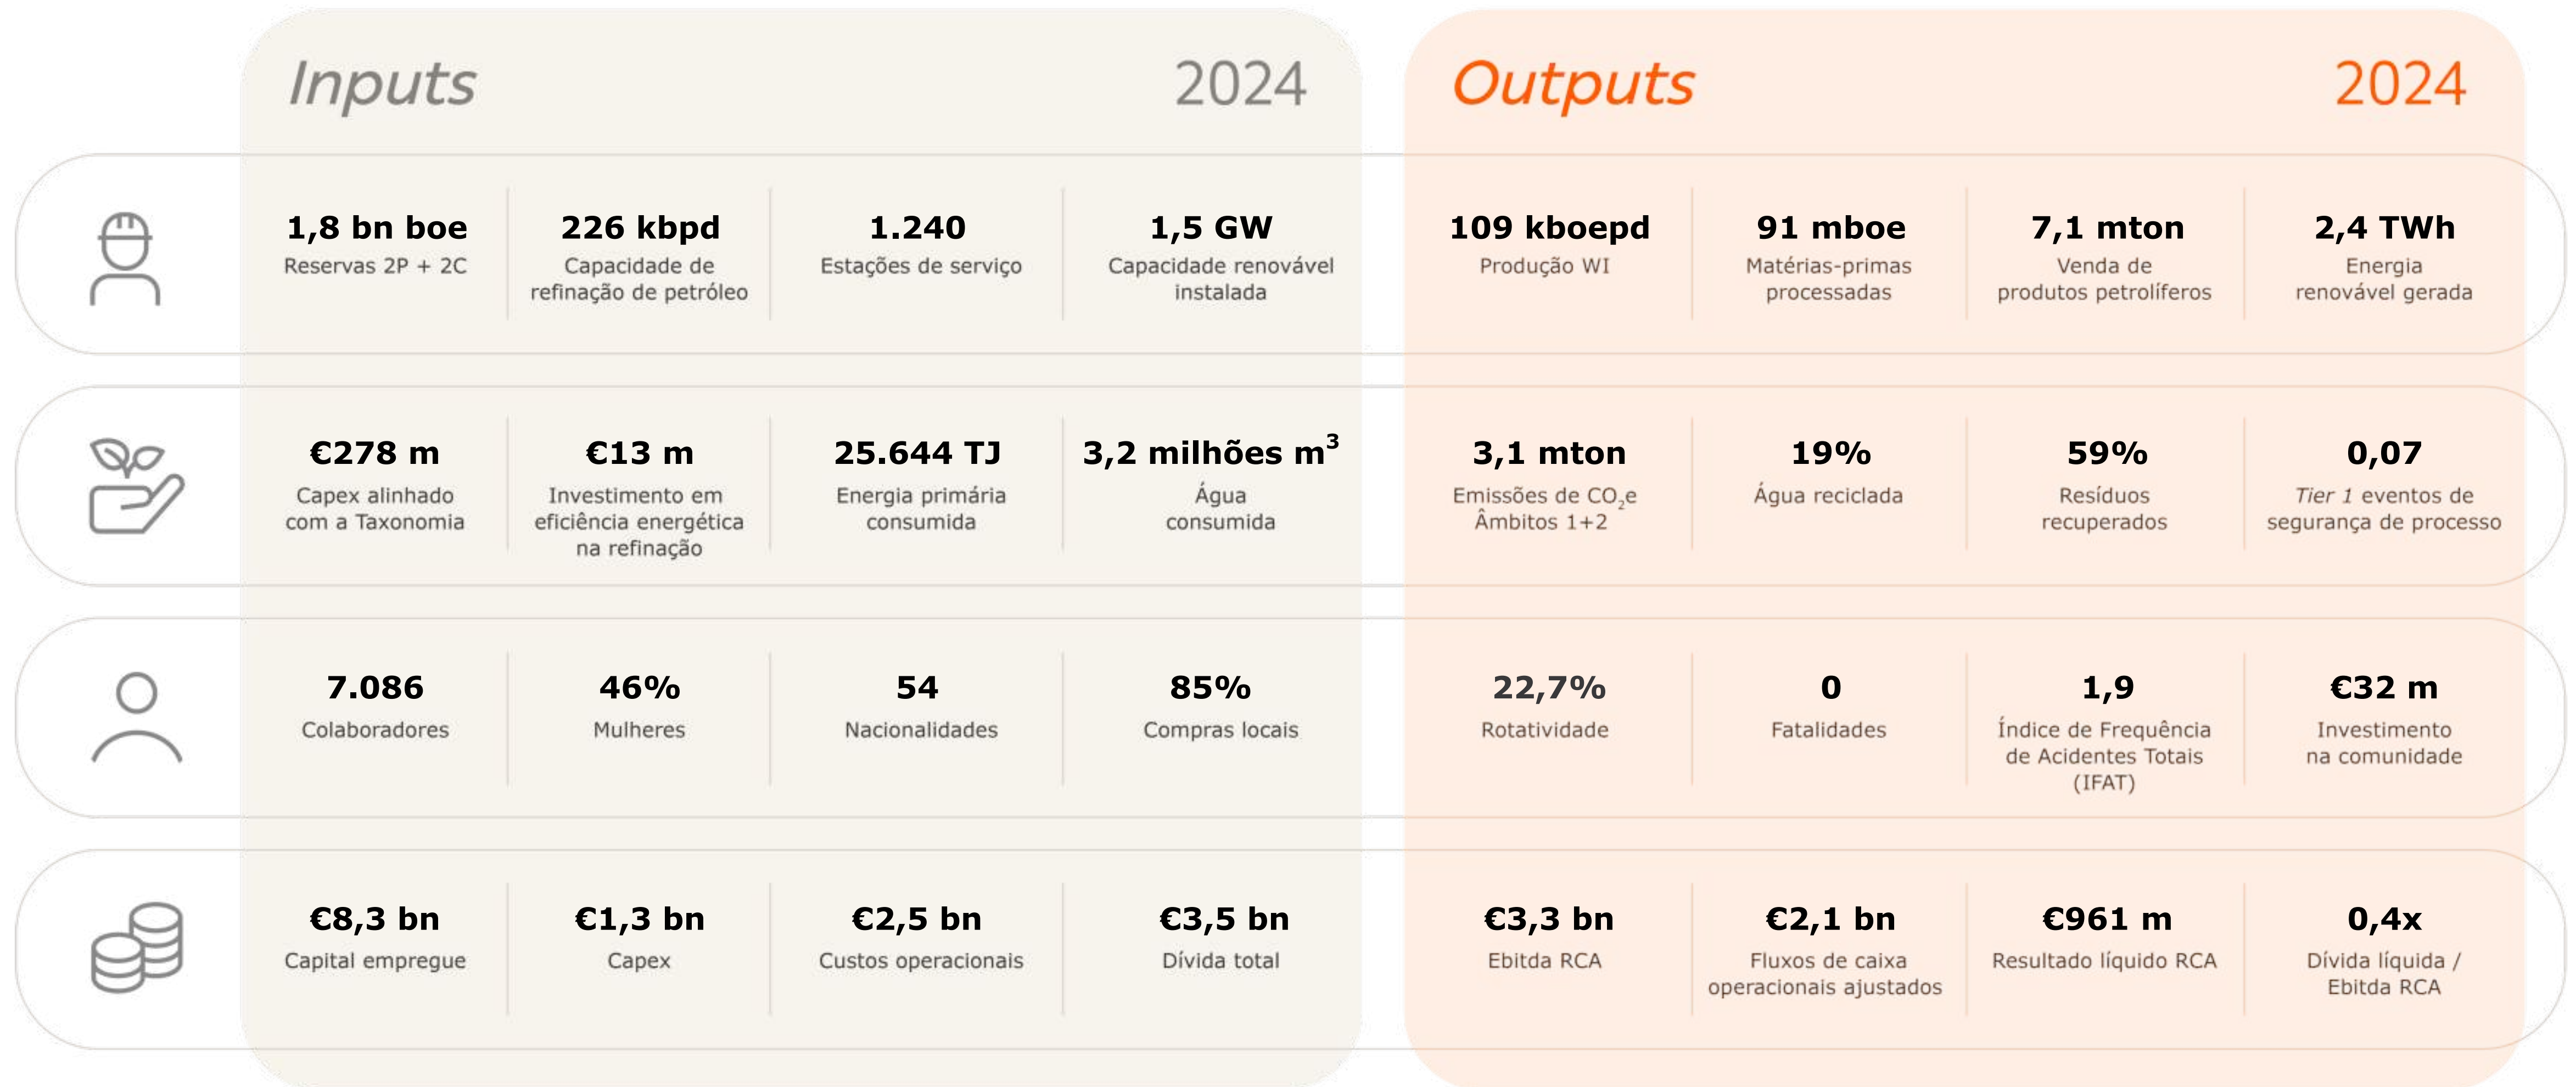 Inputs 2024
Outputs 2024
1,8 bn boe
Reservas 2P + 2C
226 kbpd
Capacidade de
refinação de petróleo
1.240
Estações de serviço
1,5 GW
Capacidade renovável
instalada
109 kboepd
Produção WI
91 mboe
Matérias-primas
processadas
7,1 mton
Venda de
produtos petrolíferos
2,4 TWh
Energia
renovável gerada
€278 m
Capex alinhado
com a Taxonomia
€13 m
Investimento em
eficiência energética
na refinação
25.644 TJ
Energia primária
consumida
3,2 milhões m³
Água
consumida
3,1 mton
Emissões de CO₂e
Âmbitos 1+2
19%
Água reciclada
59%
Resíduos
recuperados
0,07
Tier 1 eventos de
segurança de processo
7.086
Colaboradores
46%
Mulheres
54
Nacionalidades
85%
Compras locais
22,7%
Rotatividade
0
Fatalidades
1,9
Índice de Frequência
de Acidentes Totais
(IFAT)
€32 m
Investimento
na comunidade
€8,3 bn
Capital empregue
€1,3 bn
Capex
€2,5 bn
Custos operacionais
€3,5 bn
Dívida total
€3,3 bn
Ebitda RCA
€2,1 bn
Fluxos de caixa
operacionais ajustados
€961 m
Resultado líquido RCA
0,4x
Dívida líquida /
Ebitda RCA